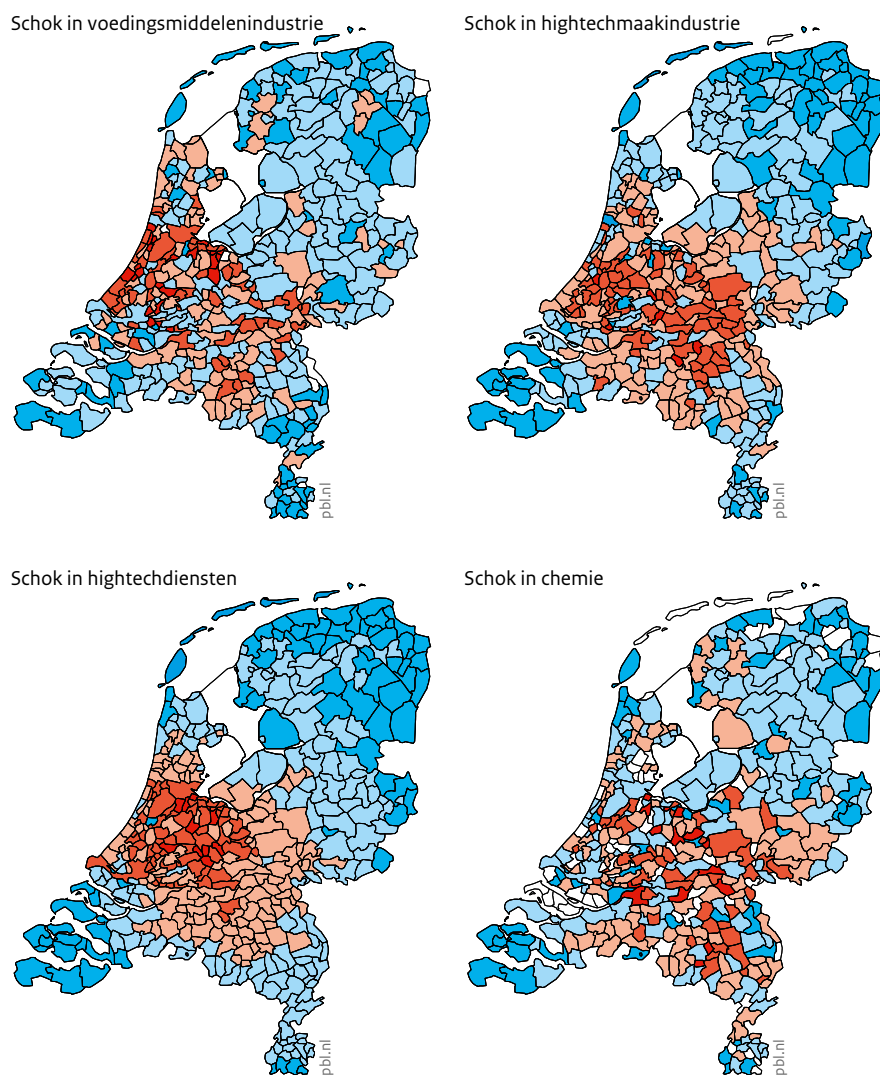 Schok in voedingsmiddelenindustrie
Schok in hightechmaakindustrie
pbl.nl
pbl.nl
Schok in hightechdiensten
Schok in chemie
pbl.nl
pbl.nl